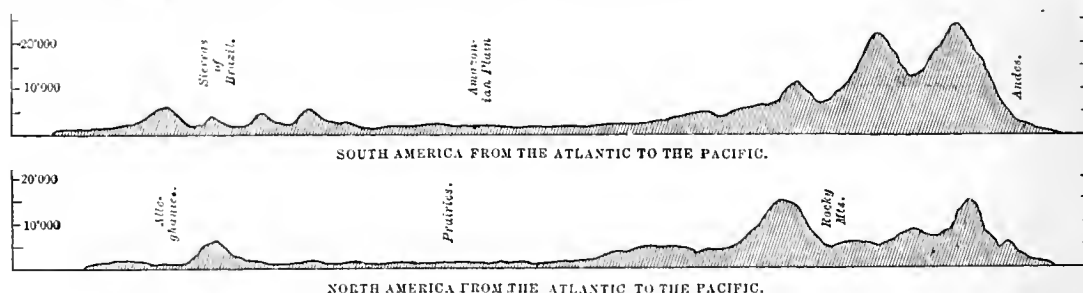 20'000
10'000
Sierras
of
Brazil.
Amazon-
ian Plain
Andes.
SOUTH AMERICA FROM THE ATLANTIC TO THE PACIFIC.
20'000
10'000
Alle-
ghanies.
Prairies.
Rocky
Mts.
NORTH AMERICA FROM THE ATLANTIC TO THE PACIFIC.